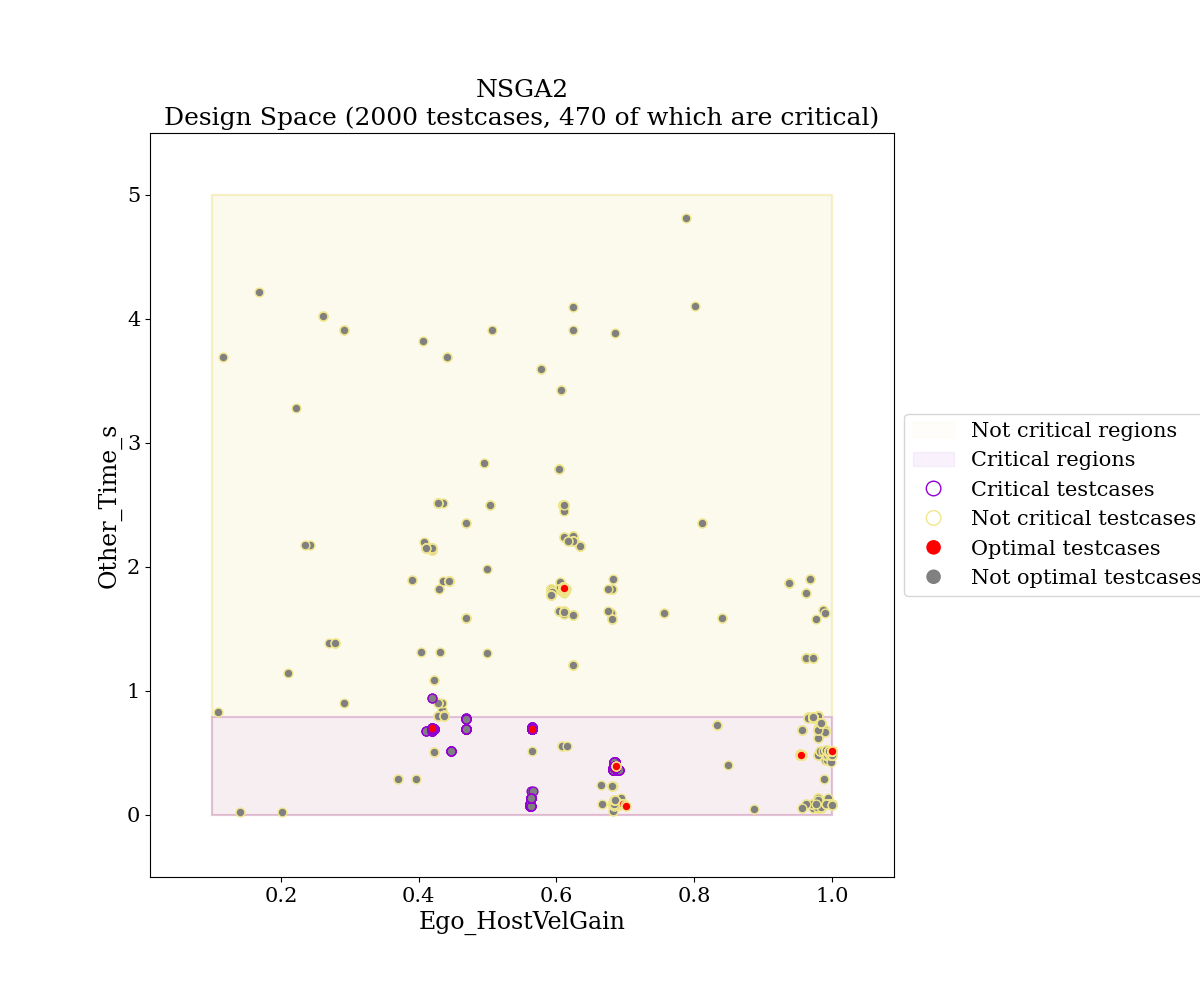 NSGA2
Design Space (2000 testcases, 470 of which are critical)
Other_Time_s
5
4
3
2
1
0
0.2
0.4
0.6
0.8
1.0
Ego_HostVelGain
Not critical regions
Critical regions
Critical testcases
Not critical testcases
Optimal testcases
Not optimal testcases